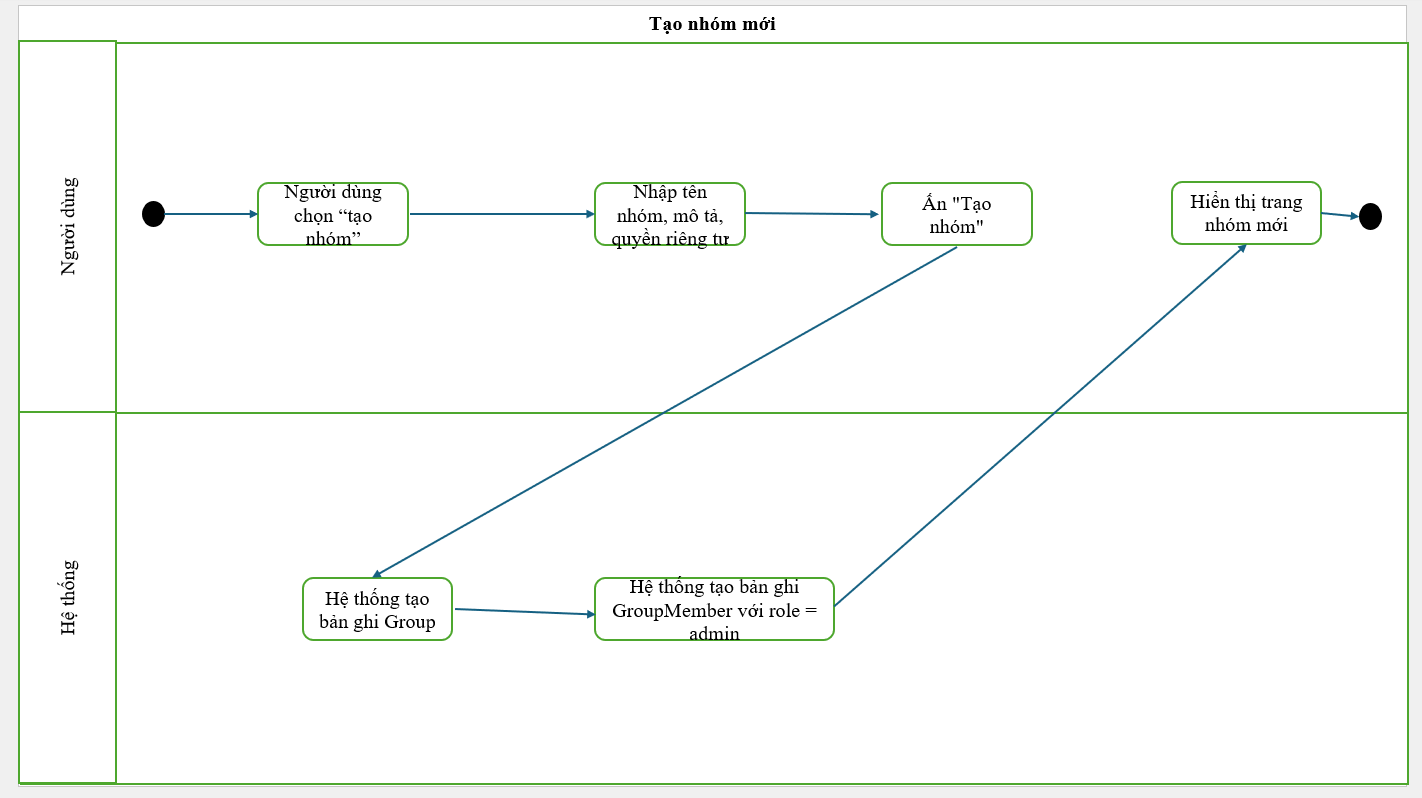 Tạo nhóm mới
Người dùng
Người dùng
chọn “tạo
nhóm”
Nhập tên
nhóm, mô tả,
quyền riêng tư
Ấn "Tạo
nhóm"
Hiển thị trang
nhóm mới
Hệ thống
Hệ thống tạo
bản ghi Group
Hệ thống tạo bản ghi
GroupMember với role =
admin